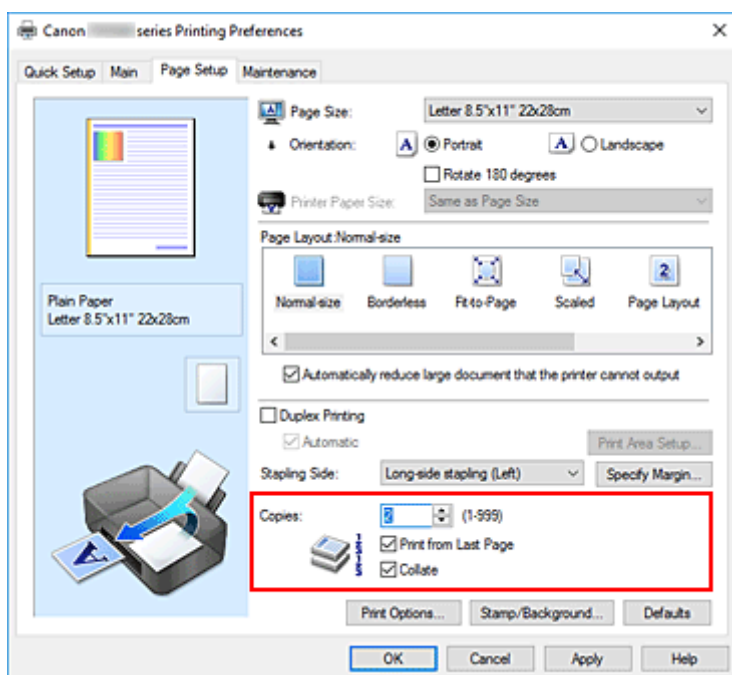 Canon series Printing Preferences
Quick Setup Main Page Setup Maintenance
Page Size: Letter 8.5"x11" 22x28cm
Orientation: A Portrait A Landscape
Rotate 180 degrees
Printer Paper Size: Same as Page Size
Page Layout:Normal-size
2
Normal-size Borderless Fit-to-Page Scaled Page Layout
Plain Paper
Letter 8.5"x11" 22x28cm
Automatically reduce large document that the printer cannot output
Duplex Printing
Automatic Print Area Setup...
Stapling Side: Long-side stapling (Left) Specify Margin...
Copies: 2 (1-999)
Print from Last Page
Collate
A
Print Options... Stamp/Background... Defaults
OK Cancel Apply Help